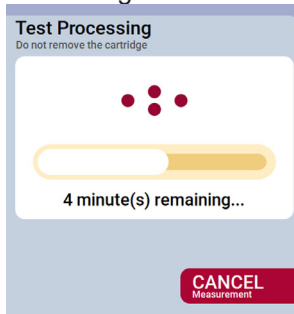 Test Processing
Do not remove the cartridge
4 minute(s) remaining...
CANCEL
Measurement